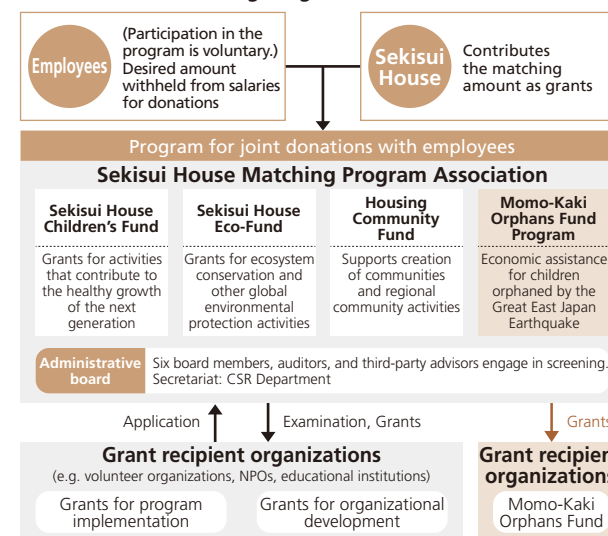 Employees
(Participation in the
program is voluntary.)
Desired amount
withheld from salaries
for donations
Sekisui
House
Contributes
the matching
amount as grants
Program for joint donations with employees
Sekisui House Matching Program Association
Sekisui House
Children's Fund
Grants for activities
that contribute to
the healthy growth
of the next
generation
Sekisui House
Eco-Fund
Grants for ecosystem
conservation and
other global
environmental
protection activities
Housing
Community
Fund
Supports creation
of communities
and regional
community activities
Momo-Kaki
Orphans Fund
Program
Economic assistance
for children
orphaned by the
Great East Japan
Earthquake
Administrative
board
Six board members, auditors, and third-party advisors engage in screening.
Secretariat: CSR Department
Application
Examination, Grants
Grants
Grant recipient organizations
(e.g. volunteer organizations, NPOs, educational institutions)
Grants for program
implementation
Grants for organizational
development
Grant recipien
organizations
Momo-Kaki
Orphans Fund